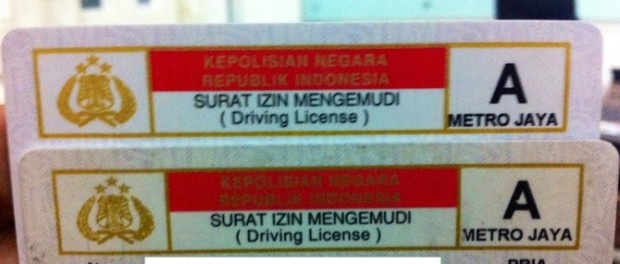 KEPOLISIAN NEGARA
REPUBLIK INDONESIA
SURAT IZIN MENGEMUDI
( Driving License )
A
METRO JAYA
KEPOLISIAN NEGARA
REPUBLIK INDONESIA
SURAT IZIN MENGEMUDI
( Driving License )
A
METRO JAYA
PRIA